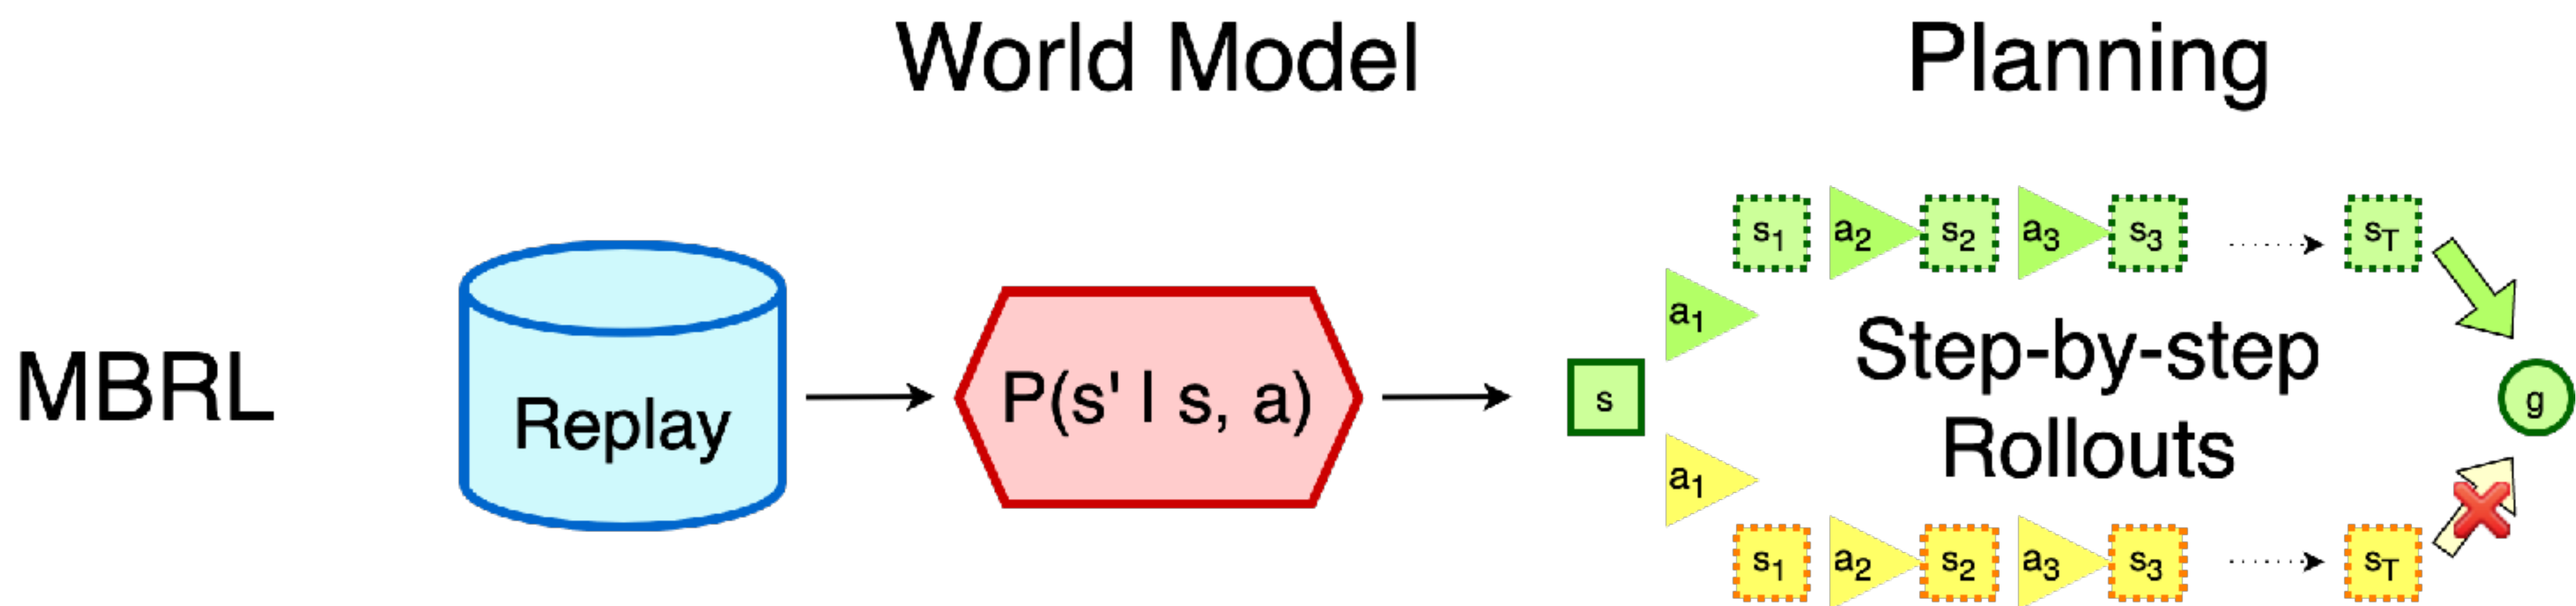 World Model
Planning
MBRL
Replay
P(s' | s, a)
s
a₁
s₁ a₂ s₂ a₃ s₃ s_T
Step-by-step
Rollouts
g
a₁
s₁ a₂ s₂ a₃ s₃ s_T